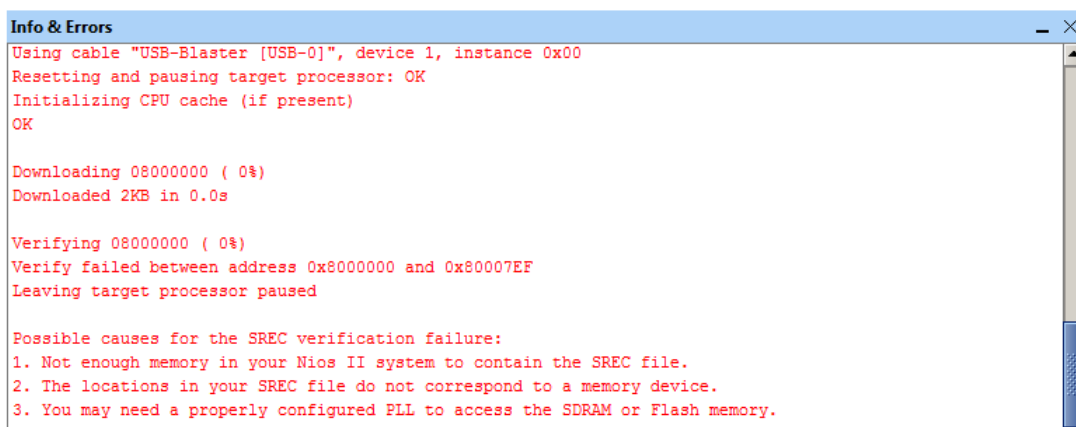 Info & Errors
Using cable "USB-Blaster [USB-0]", device 1, instance 0x00
Resetting and pausing target processor: OK
Initializing CPU cache (if present)
OK
Downloading 08000000 ( 0%)
Downloaded 2KB in 0.0s
Verifying 08000000 ( 0%)
Verify failed between address 0x8000000 and 0x80007EF
Leaving target processor paused
Possible causes for the SREC verification failure:
1. Not enough memory in your Nios II system to contain the SREC file.
2. The locations in your SREC file do not correspond to a memory device.
3. You may need a properly configured PLL to access the SDRAM or Flash memory.